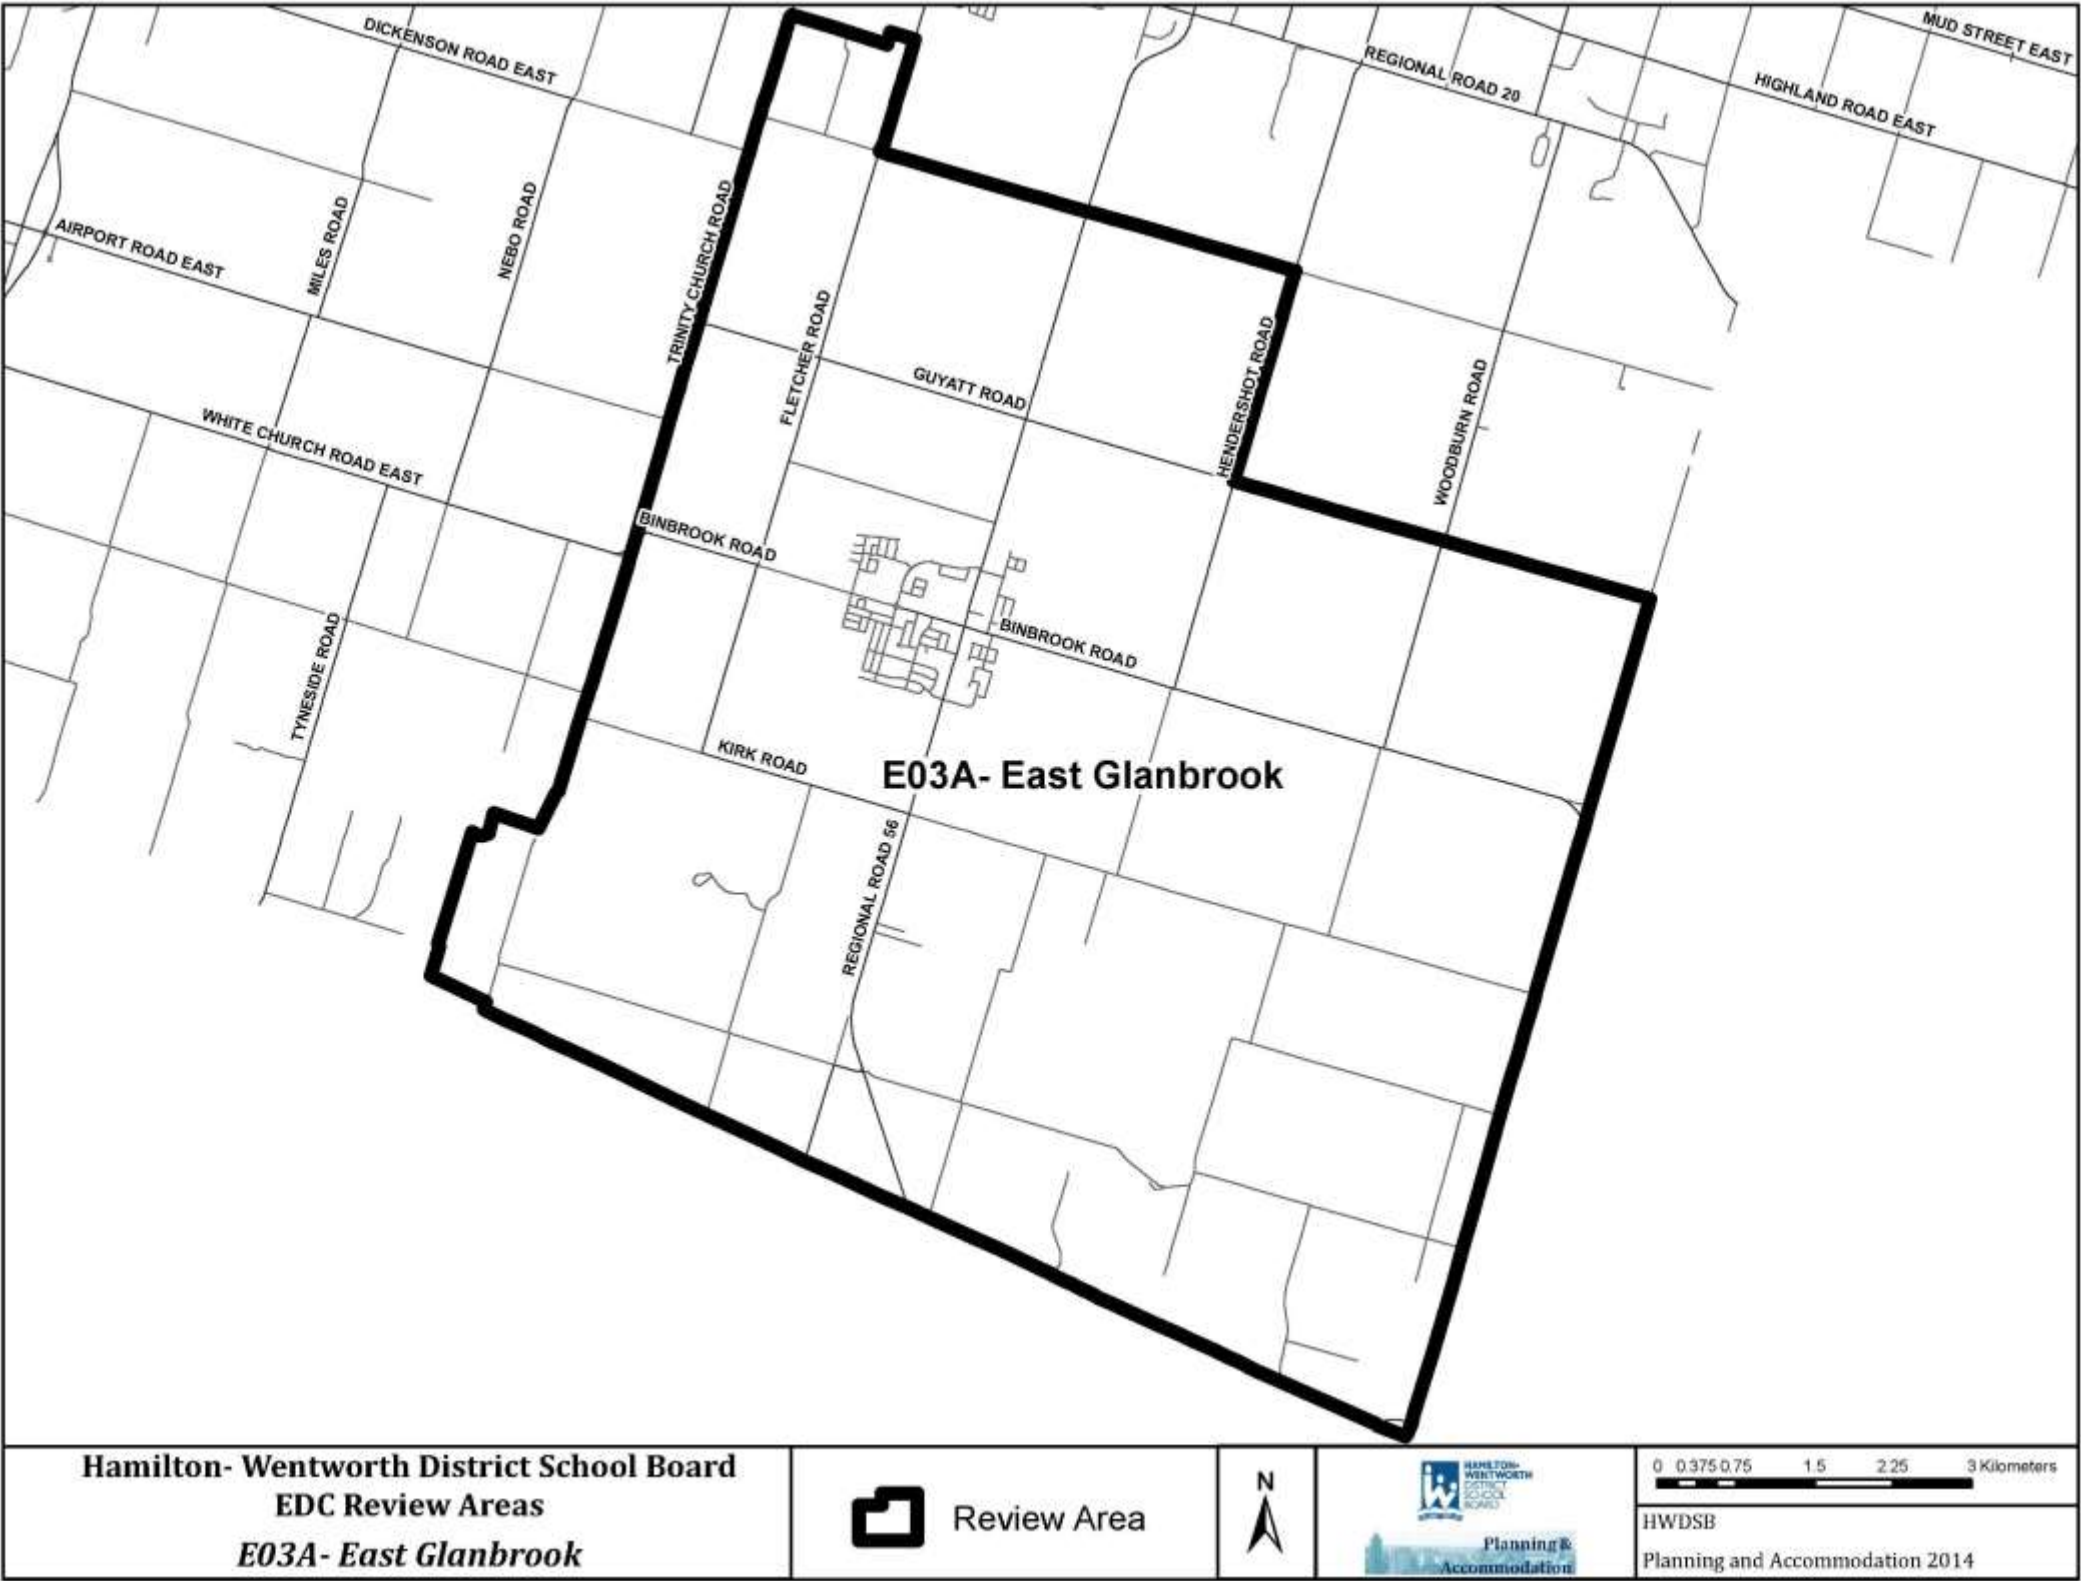 DICKENSON ROAD EAST
MUD STREET EAST
REGIONAL ROAD 20
HIGHLAND ROAD EAST
AIRPORT ROAD EAST
MILES ROAD
NEBO ROAD
TRINITY CHURCH ROAD
FLETCHER ROAD
GUYATT ROAD
HENDERSHOT ROAD
WOODBURN ROAD
WHITE CHURCH ROAD EAST
BINBROOK ROAD
BINBROOK ROAD
TYNESIDE ROAD
KIRK ROAD
E03A- East Glanbrook
REGIONAL ROAD 56
Hamilton- Wentworth District School Board
EDC Review Areas
E03A- East Glanbrook
Review Area
N
HAMILTON-
WENTWORTH
DISTRICT
SCHOOL
BOARD
Planning &
Accommodation
0 0.375 0.75 1.5 2.25 3 Kilometers
HWDSB
Planning and Accommodation 2014